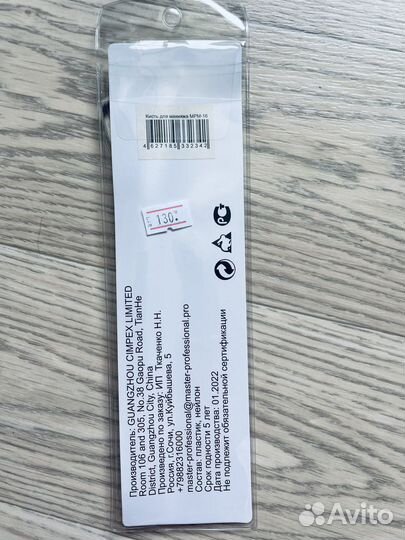 Кисть для макияжа MPM-16
4 627185 332342
130.
РС
Производитель: GUANGZHOU CIMPEX LIMITED
Room 106 and 305, No.38 Gaopu Road, TianHe
District, Guangzhou City, China
Произведено по заказу: ИП Ткаченко Н.Н.
Россия, г.Сочи, ул.Куйбышева, 5
+79882316000
master-professional@master-professional.pro
Состав: пластик, нейлон
Срок годности 5 лет
Дата производства: 01.2022
Не подлежит обязательной сертификации
Avito